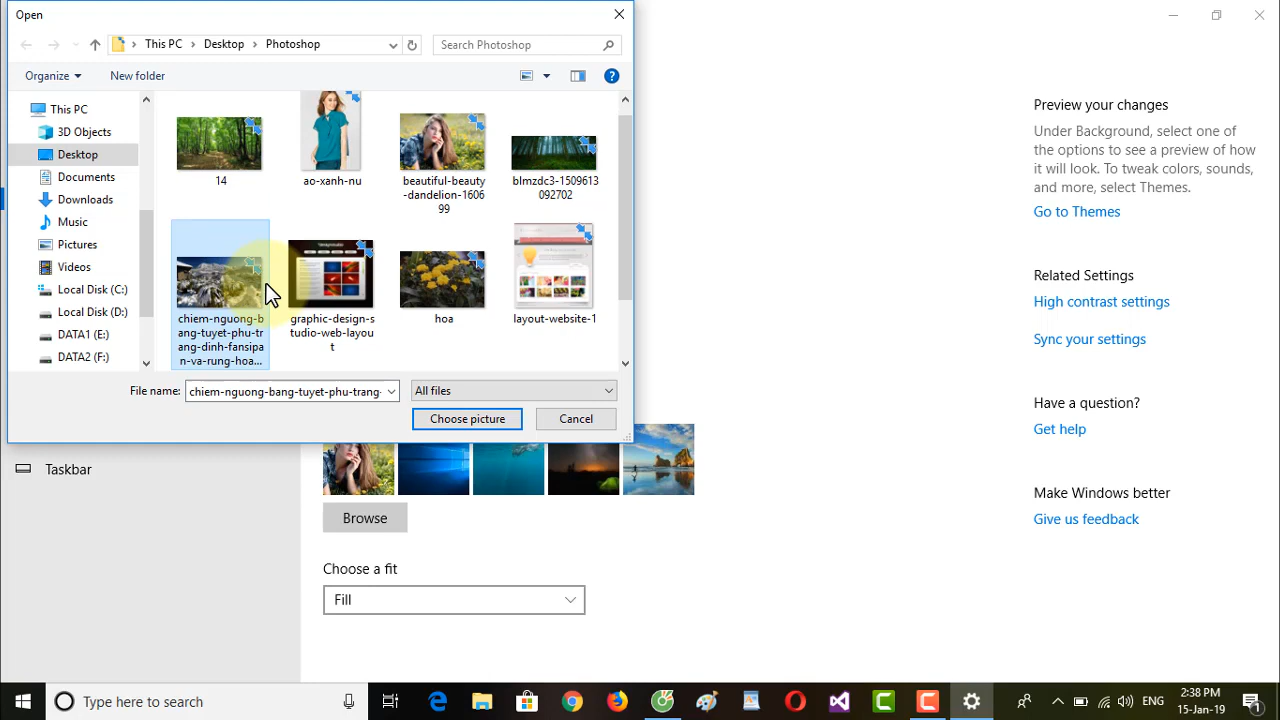 Open
This PC
Desktop
Photoshop
Search Photoshop
Organize
New folder
This PC
3D Objects
Desktop
Documents
Downloads
Music
Pictures
Videos
Local Disk (C:)
Local Disk (D:)
DATA1 (E:)
DATA2 (F:)
14
ao-xanh-nu
beautiful-beauty
-dandelion-1606
99
blmzdc3-1509613
092702
chiem-nguong-b
ang-tuyet-phu-tr
ang-dinh-fansipa
n-va-rung-hoa...
graphic-design-s
tudio-web-layou
t
hoa
layout-website-1
File name:
chiem-nguong-bang-tuyet-phu-trang-
All files
Choose picture
Cancel
Taskbar
Browse
Choose a fit
Fill
Preview your changes
Under Background, select one of
the options to see a preview of how
it will look. To tweak colors, sounds,
and more, select Themes.
Go to Themes
Related Settings
High contrast settings
Sync your settings
Have a question?
Get help
Make Windows better
Give us feedback
Type here to search
ENG
2:38 PM
15-Jan-19
1